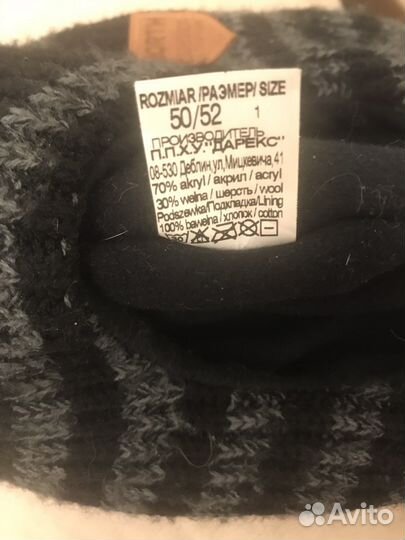 ROZMIAR /РАЗМЕР/ SIZE
50/52 1
ПРОИЗВОДИТЕЛЬ
П.П.Х.У."ДАРЕКС"
08-530 Деблин,ул,Мицкевича,41
70% akryl / акрил / acryl
30% wełna / шерсть / wool
Podszewka/Подкладка/Lining
100% bawełna / хлопок / cotton
Avito